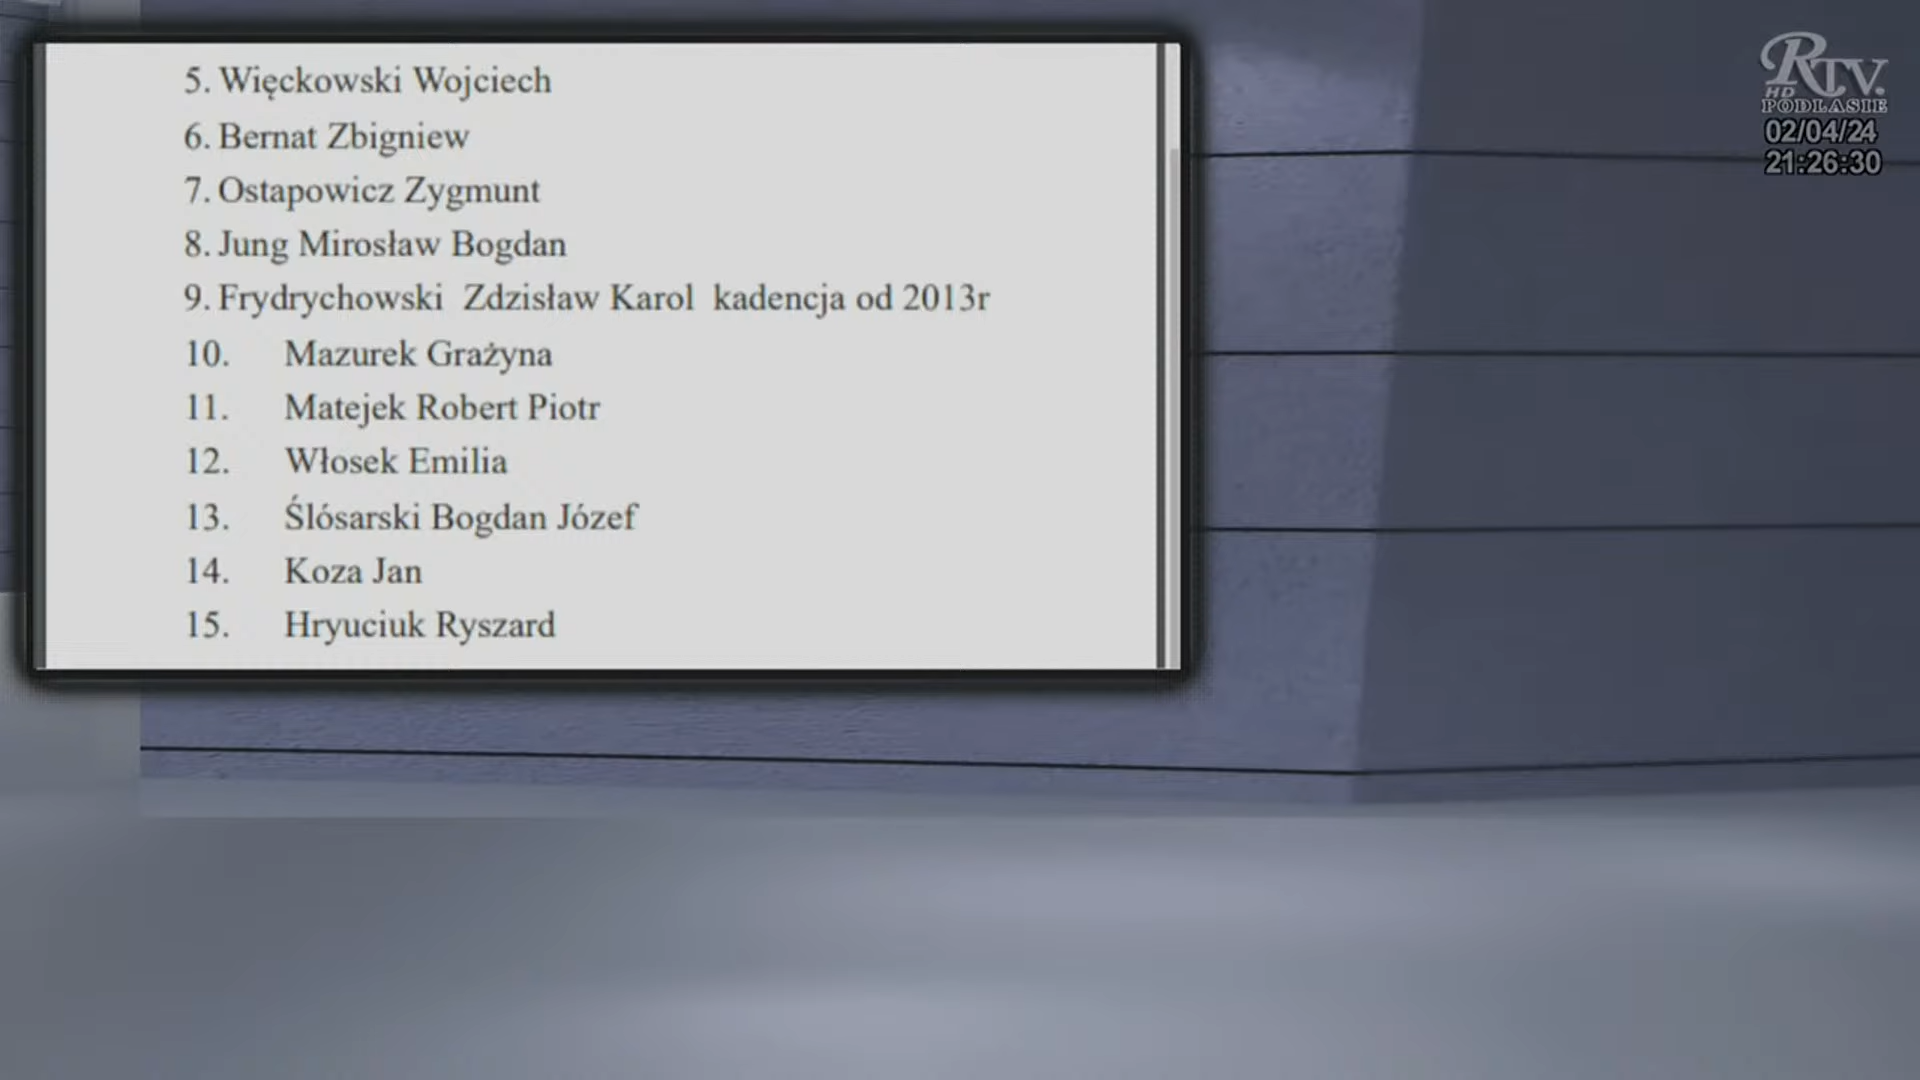 5. Więckowski Wojciech
6. Bernat Zbigniew
7. Ostapowicz Zygmunt
8. Jung Mirosław Bogdan
9. Frydrychowski Zdzisław Karol kadencja od 2013r
10. Mazurek Grażyna
11. Matejek Robert Piotr
12. Włosek Emilia
13. Ślósarski Bogdan Józef
14. Koza Jan
15. Hryuciuk Ryszard
RTV.
HD
PODLASIE
02/04/24
21:26:30